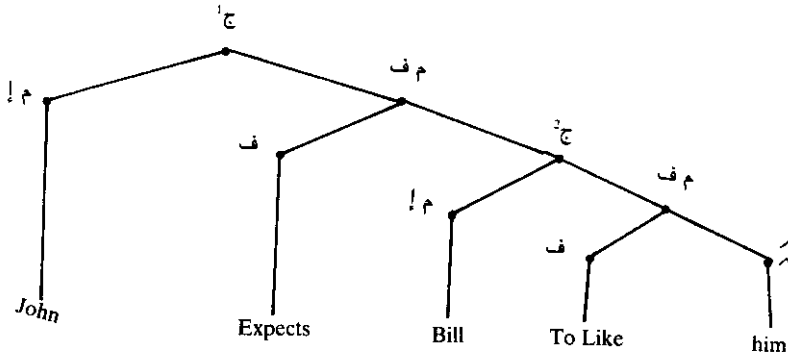 ج¹
م إ
م ف
ف
ج²
م إ
م ف
ف
John
Expects
Bill
To Like
him